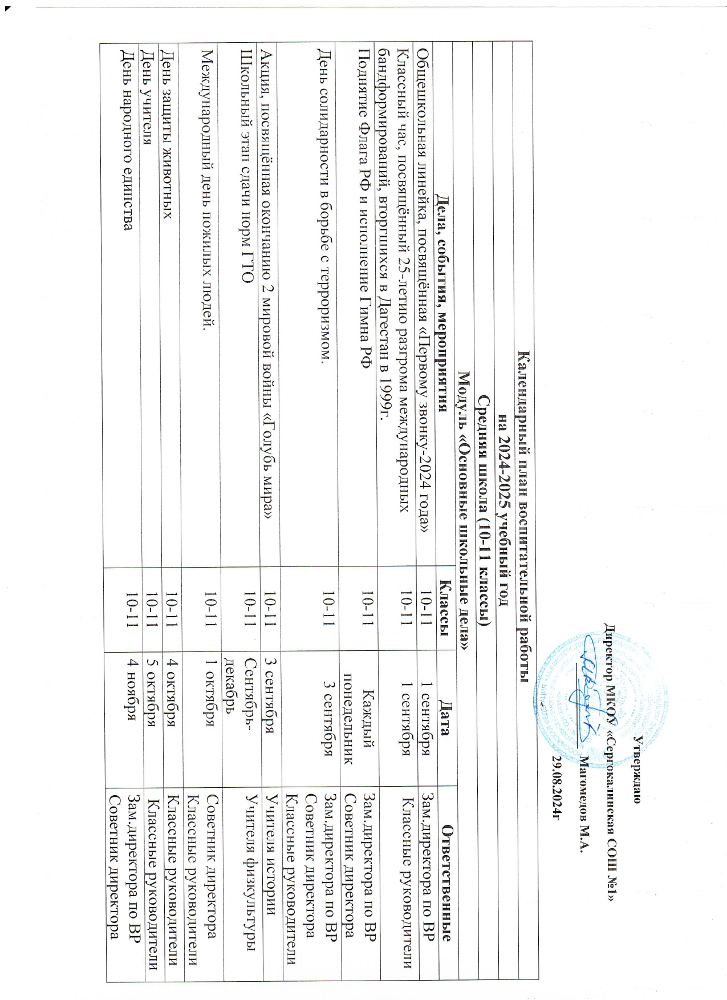 Утверждаю
Директор МКОУ «Сергокалинская СОШ №1»
Магомедов М.А.
29.08.2024г
Календарный план воспитательной работы
на 2024-2025 учебный год
Средняя школа (10-11 классы)
Модуль «Основные школьные дела»
Дела, события, мероприятия Классы Дата Ответственные
Общешкольная линейка, посвящённая «Первому звонку-2024 года» 10-11 1 сентября Зам.директора по ВР
Классный час, посвящённый 25-летию разгрома международных 10-11 1 сентября Классные руководители
бандформирований, вторгшихся в Дагестан в 1999г.
Поднятие Флага РФ и исполнение Гимна РФ 10-11 Каждый Зам.директора по ВР
понедельник Советник директора
День солидарности в борьбе с терроризмом. 10-11 3 сентября Зам.директора по ВР
Советник директора
Классные руководители
Акция, посвящённая окончанию 2 мировой войны «Голубь мира» 10-11 3 сентября Учителя истории
Школьный этап сдачи норм ГТО 10-11 Сентябрь- Учителя физкультуры
декабрь
Международный день пожилых людей. 10-11 1 октября Советник директора
Классные руководители
День защиты животных 10-11 4 октября Классные руководители
День учителя 10-11 5 октября Классные руководители
День народного единства 10-11 4 ноября Зам.директора по ВР
Советник директора